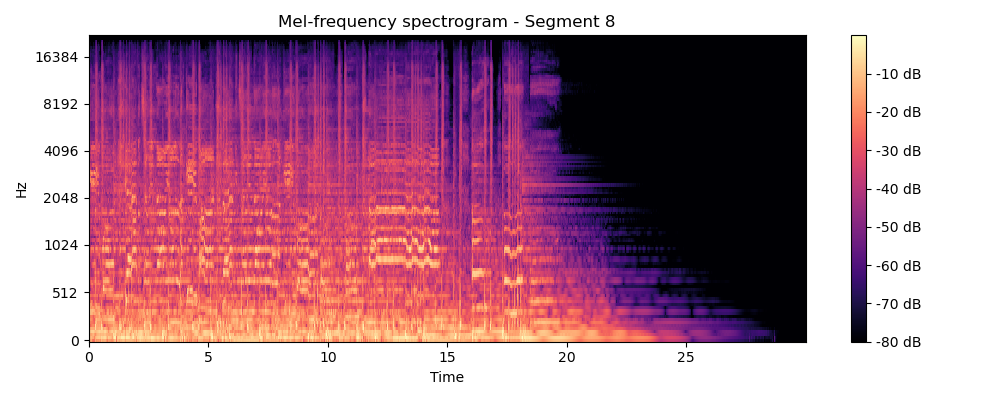 Mel-frequency spectrogram - Segment 8
16384
8192
4096
2048
1024
512
0
Hz
0
5
10
15
20
25
Time
-10 dB
-20 dB
-30 dB
-40 dB
-50 dB
-60 dB
-70 dB
-80 dB